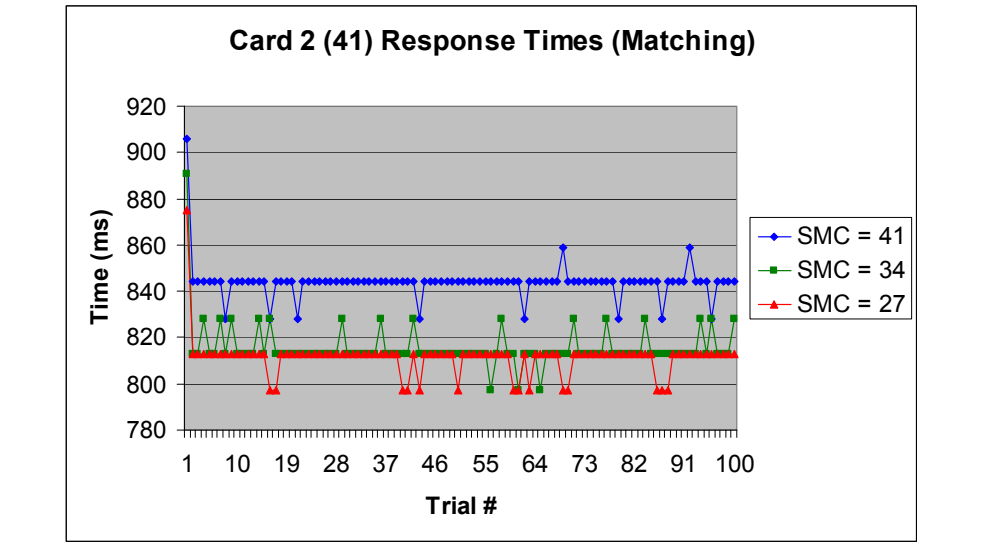 Card 2 (41) Response Times (Matching)
920
900
880
860
840
820
800
780
Time (ms)
1 10 19 28 37 46 55 64 73 82 91 100
Trial #
SMC = 41
SMC = 34
SMC = 27